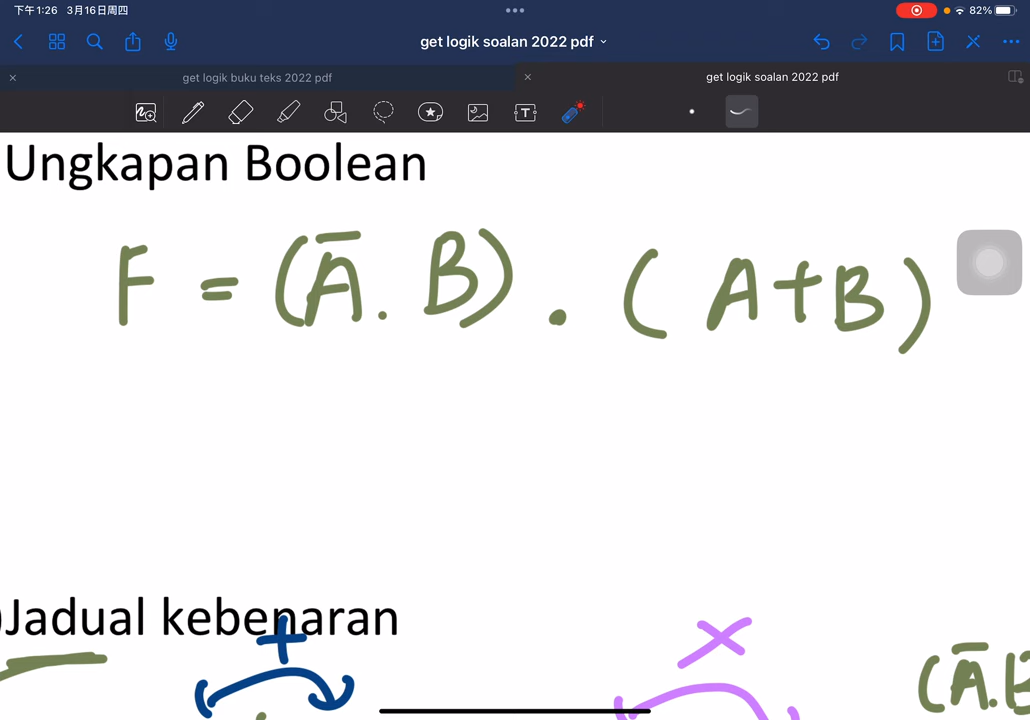 下午1:26 3月16日周四 82%
get logik soalan 2022 pdf
get logik buku teks 2022 pdf get logik soalan 2022 pdf
Ungkapan Boolean
F = (A̅ . B) . ( A+B )
)Jadual kebenaran
+ ×
(A̅.B